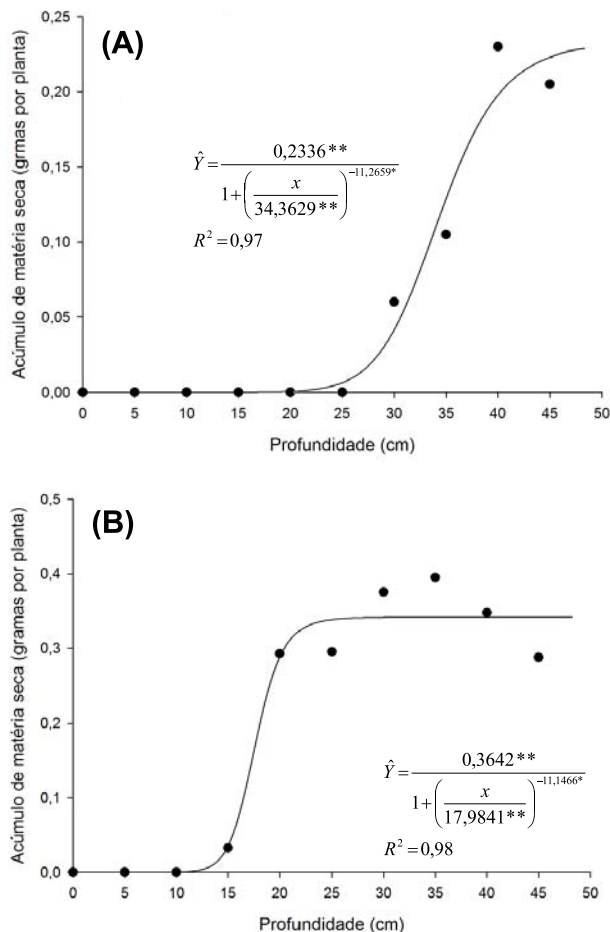 (A)
Acúmulo de matéria seca (grmas por planta)
0,25
0,20
0,15
0,10
0,05
0,00
Ŷ = 0,2336** / 1+(x / 34,3629**)^-11,2659*
R² = 0,97
0 5 10 15 20 25 30 35 40 45 50
Profundidade (cm)
(B)
Acúmulo de matéria seca (gramas por planta)
0,5
0,4
0,3
0,2
0,1
0,0
Ŷ = 0,3642** / 1+(x / 17,9841**)^-11,1466*
R² = 0,98
0 5 10 15 20 25 30 35 40 45 50
Profundidade (cm)